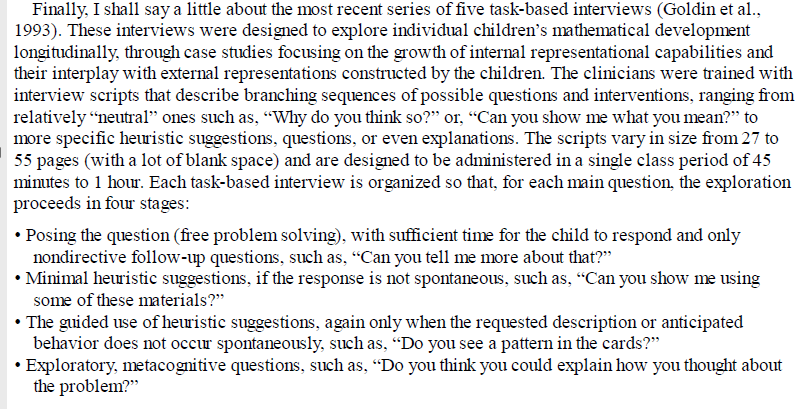 Finally, I shall say a little about the most recent series of five task-based interviews (Goldin et al.,
1993). These interviews were designed to explore individual children’s mathematical development
longitudinally, through case studies focusing on the growth of internal representational capabilities and
their interplay with external representations constructed by the children. The clinicians were trained with
interview scripts that describe branching sequences of possible questions and interventions, ranging from
relatively “neutral” ones such as, “Why do you think so?” or, “Can you show me what you mean?” to
more specific heuristic suggestions, questions, or even explanations. The scripts vary in size from 27 to
55 pages (with a lot of blank space) and are designed to be administered in a single class period of 45
minutes to 1 hour. Each task-based interview is organized so that, for each main question, the exploration
proceeds in four stages:
• Posing the question (free problem solving), with sufficient time for the child to respond and only
nondirective follow-up questions, such as, “Can you tell me more about that?”
• Minimal heuristic suggestions, if the response is not spontaneous, such as, “Can you show me using
some of these materials?”
• The guided use of heuristic suggestions, again only when the requested description or anticipated
behavior does not occur spontaneously, such as, “Do you see a pattern in the cards?”
• Exploratory, metacognitive questions, such as, “Do you think you could explain how you thought about
the problem?”